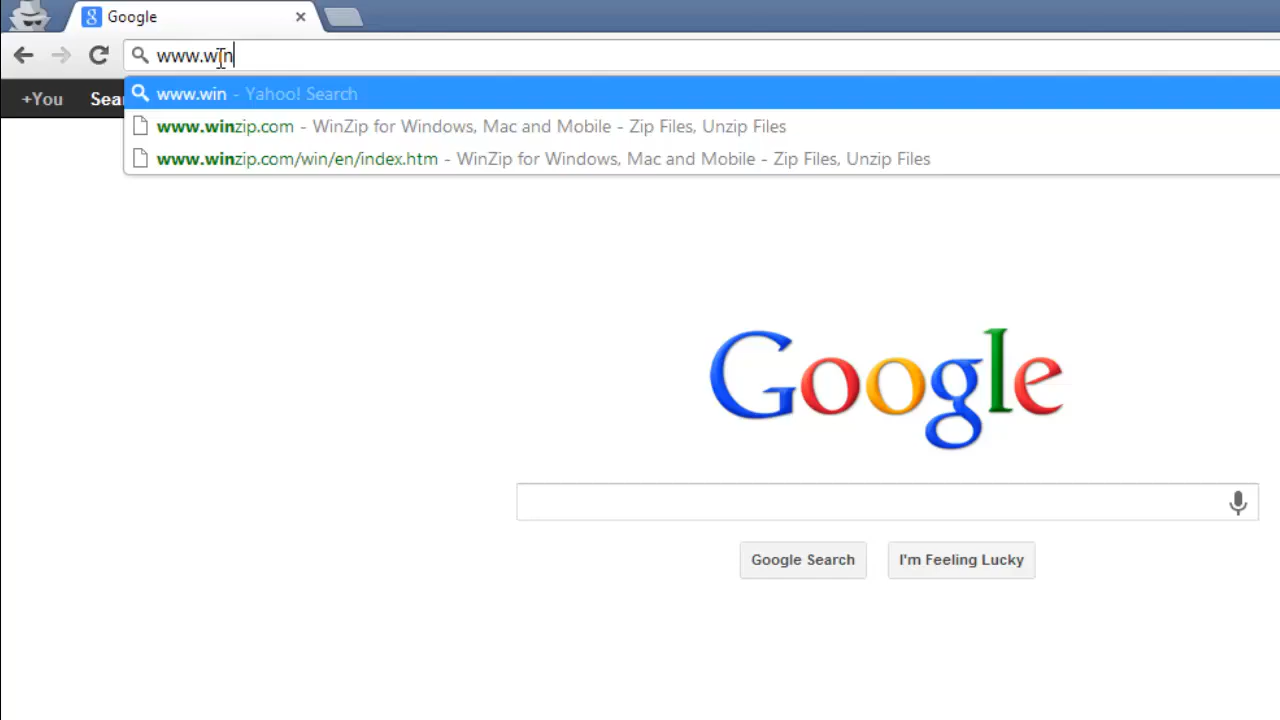 Google
www.win
+You Sea
www.win - Yahoo! Search
www.winzip.com - WinZip for Windows, Mac and Mobile - Zip Files, Unzip Files
www.winzip.com/win/en/index.htm - WinZip for Windows, Mac and Mobile - Zip Files, Unzip Files
Google
Google Search I'm Feeling Lucky